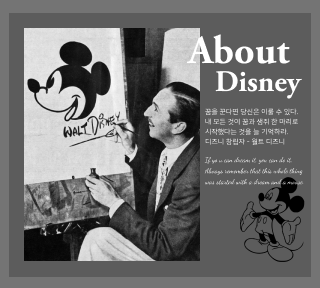 About
Disney
WALT DISNEY
꿈을 꾼다면 당신은 이룰 수 있다.
내 모든 것이 꿈과 생쥐 한 마리로
시작했다는 것을 늘 기억하라.
디즈니 창립자 - 월트 디즈니
If you can dream it, you can do it.
Always remember that this whole thing
was started with a dream and a mouse